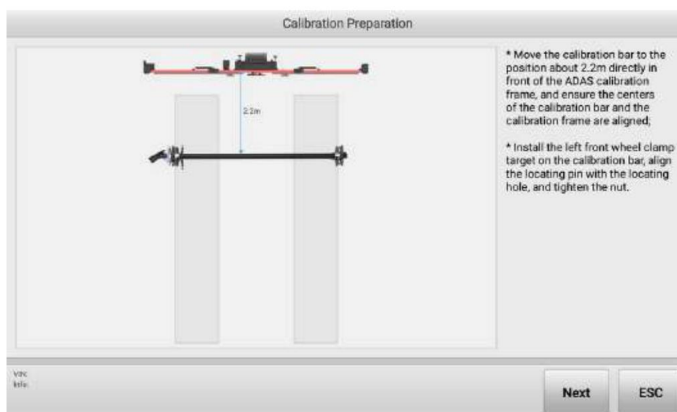 Calibration Preparation
* Move the calibration bar to the
position about 2.2m directly in
front of the ADAS calibration
frame, and ensure the centers
of the calibration bar and the
calibration frame are aligned;
* Install the left front wheel clamp
target on the calibration bar, align
the locating pin with the locating
hole, and tighten the nut.
2.2m
VIN:
Info:
Next
ESC